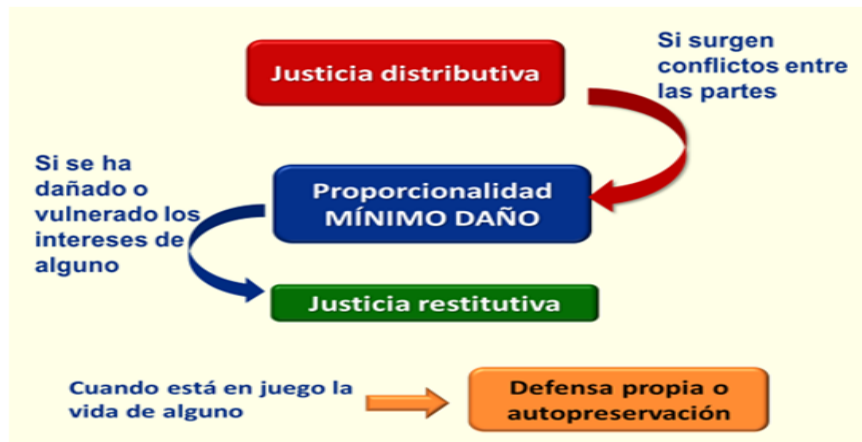 Justicia distributiva
Si surgen
conflictos entre
las partes
Si se ha
dañado o
vulnerado los
intereses de
alguno
Proporcionalidad
MÍNIMO DAÑO
Justicia restitutiva
Cuando está en juego la
vida de alguno
Defensa propia o
autopreservación